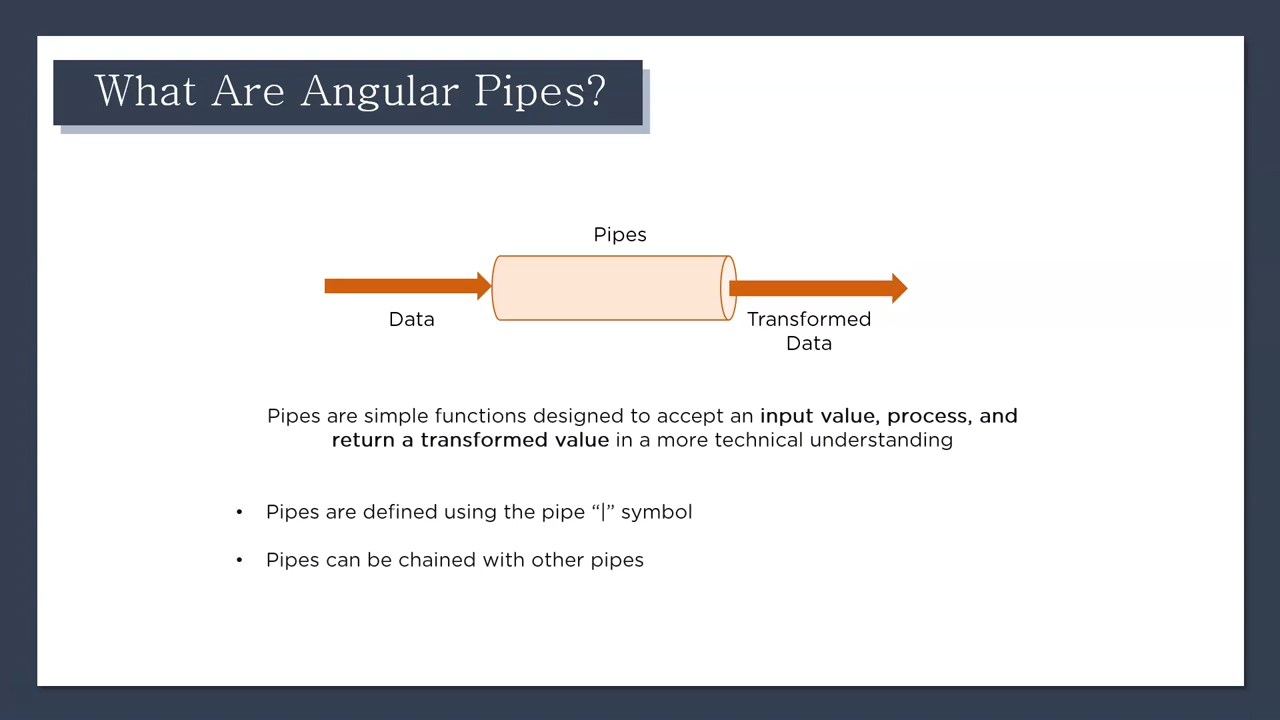 What Are Angular Pipes?
Pipes
Data
Transformed
Data
Pipes are simple functions designed to accept an input value, process, and
return a transformed value in a more technical understanding
• Pipes are defined using the pipe “|” symbol
• Pipes can be chained with other pipes